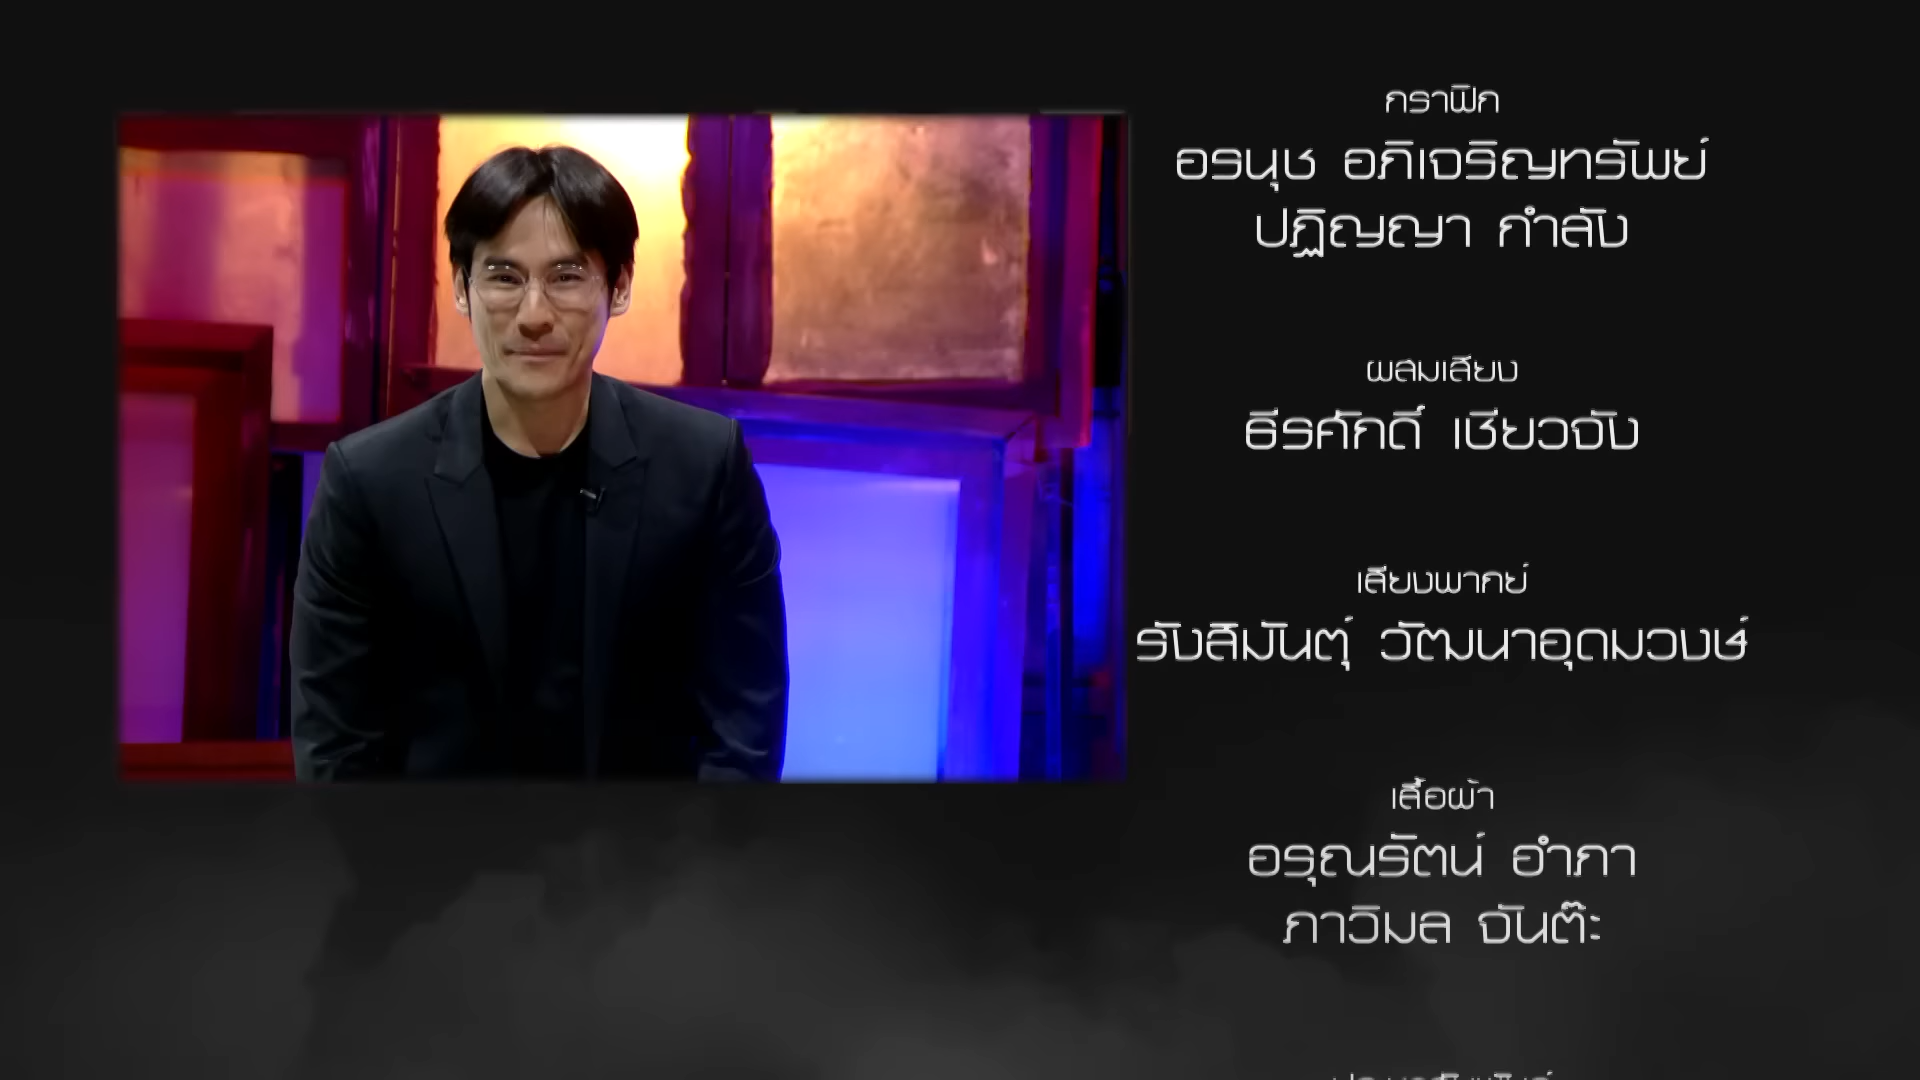 กราฟิก
อรนุช อภิเจริญทรัพย์
ปฏิญญา กำลัง
ผสมเสียง
ธีรศักดิ์ เชียวจัง
เสียงพากย์
รังสิมันตุ์ วัฒนาอุดมวงษ์
เสื้อผ้า
อรุณรัตน์ อำภา
ภาวิมล จันต๊ะ